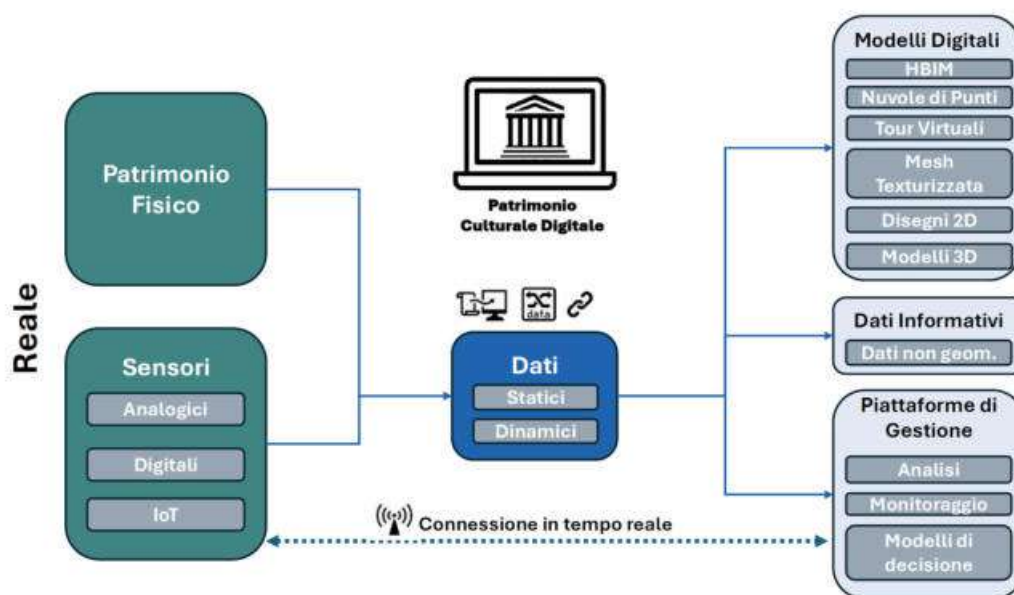 Reale
Patrimonio
Fisico
Sensori
Analogici
Digitali
IoT
Patrimonio
Culturale Digitale
data
Dati
Statici
Dinamici
Connessione in tempo reale
Modelli Digitali
HBIM
Nuvole di Punti
Tour Virtuali
Mesh
Texturizzata
Disegni 2D
Modelli 3D
Dati Informativi
Dati non geom.
Piattaforme di
Gestione
Analisi
Monitoraggio
Modelli di
decisione